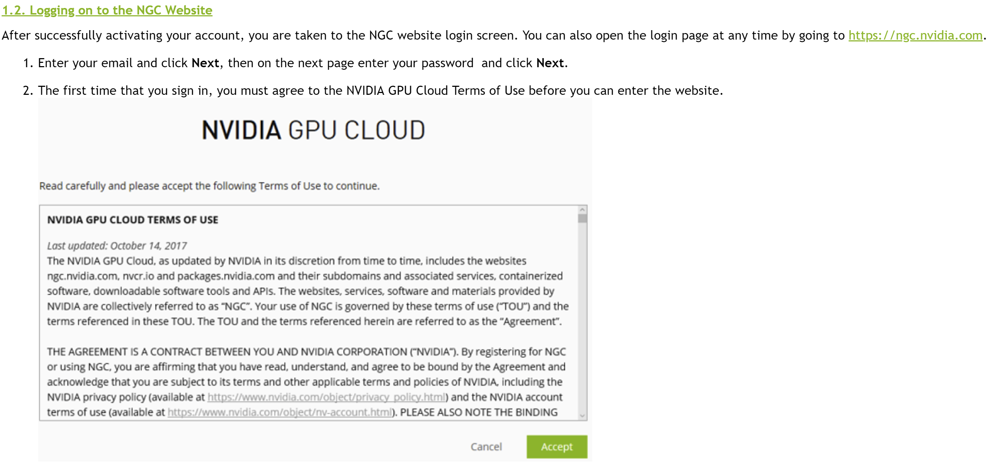 1.2. Logging on to the NGC Website
After successfully activating your account, you are taken to the NGC website login screen. You can also open the login page at any time by going to https://ngc.nvidia.com.
1. Enter your email and click Next, then on the next page enter your password  and click Next.
2. The first time that you sign in, you must agree to the NVIDIA GPU Cloud Terms of Use before you can enter the website.
NVIDIA GPU CLOUD
Read carefully and please accept the following Terms of Use to continue.
NVIDIA GPU CLOUD TERMS OF USE
Last updated: October 14, 2017
The NVIDIA GPU Cloud, as updated by NVIDIA in its discretion from time to time, includes the websites
ngc.nvidia.com, nvcr.io and packages.nvidia.com and their subdomains and associated services, containerized
software, downloadable software tools and APIs. The websites, services, software and materials provided by
NVIDIA are collectively referred to as “NGC”. Your use of NGC is governed by these terms of use (“TOU”) and the
terms referenced in these TOU. The TOU and the terms referenced herein are referred to as the “Agreement”.
THE AGREEMENT IS A CONTRACT BETWEEN YOU AND NVIDIA CORPORATION (“NVIDIA”). By registering for NGC
or using NGC, you are affirming that you have read, understand, and agree to be bound by the Agreement and
acknowledge that you are subject to its terms and other applicable terms and policies of NVIDIA, including the
NVIDIA privacy policy (available at https://www.nvidia.com/object/privacy_policy.html) and the NVIDIA account
terms of use (available at https://www.nvidia.com/object/nv-account.html). PLEASE ALSO NOTE THE BINDING
Cancel Accept